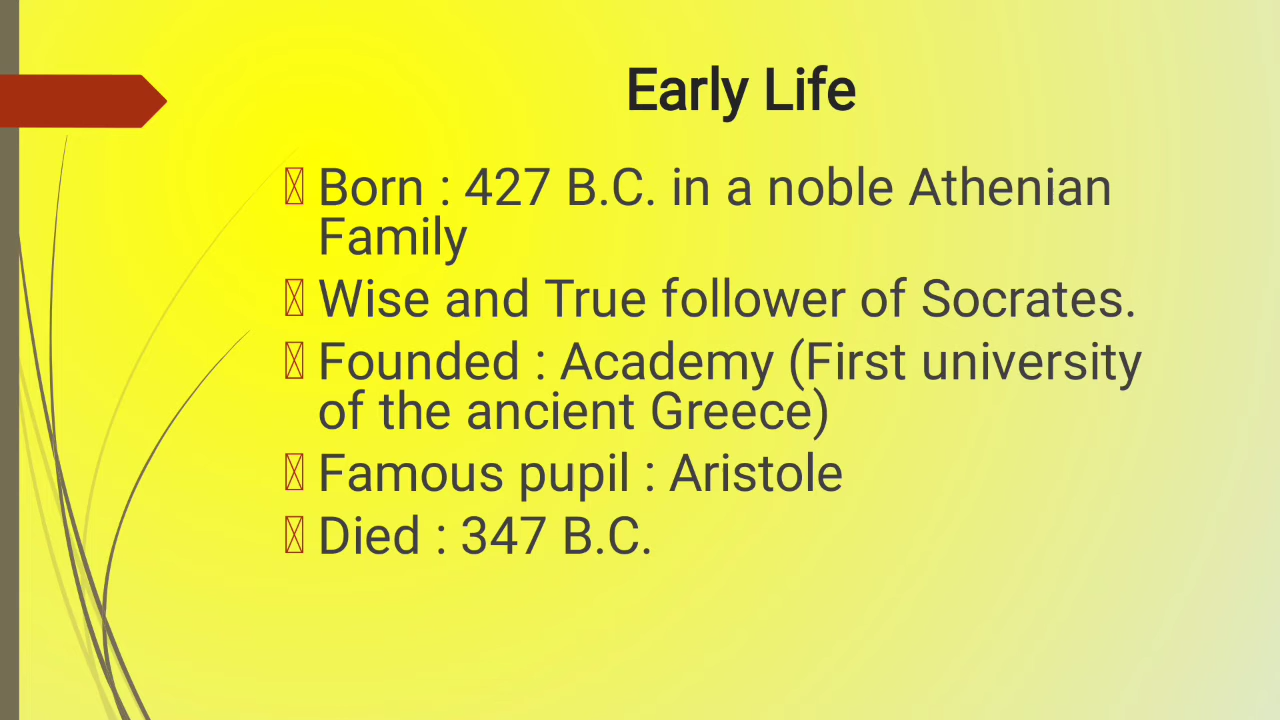 Early Life
Born : 427 B.C. in a noble Athenian
Family
Wise and True follower of Socrates.
Founded : Academy (First university
of the ancient Greece)
Famous pupil : Aristole
Died : 347 B.C.